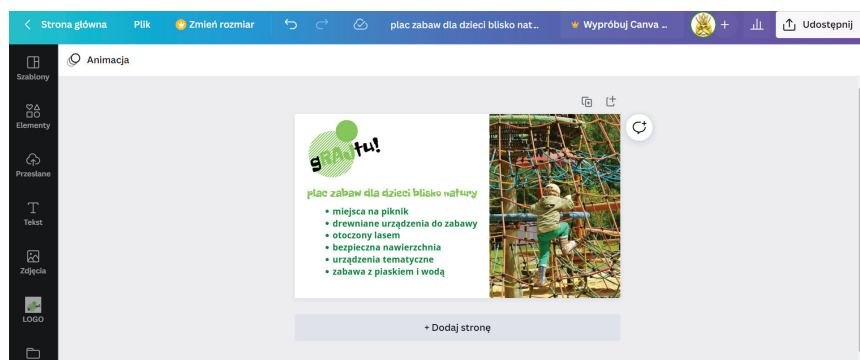 Strona główna
Plik
Zmień rozmiar
plac zabaw dla dzieci blisko nat...
Wypróbuj Canva ...
+
Udostępnij
Szablony
Elementy
Przesłane
Tekst
Zdjęcia
LOGO
Animacja
gRAJtu!
plac zabaw dla dzieci blisko natury
• miejsca na piknik
• drewniane urządzenia do zabawy
• otoczony lasem
• bezpieczna nawierzchnia
• urządzenia tematyczne
• zabawa z piaskiem i wodą
+ Dodaj stronę